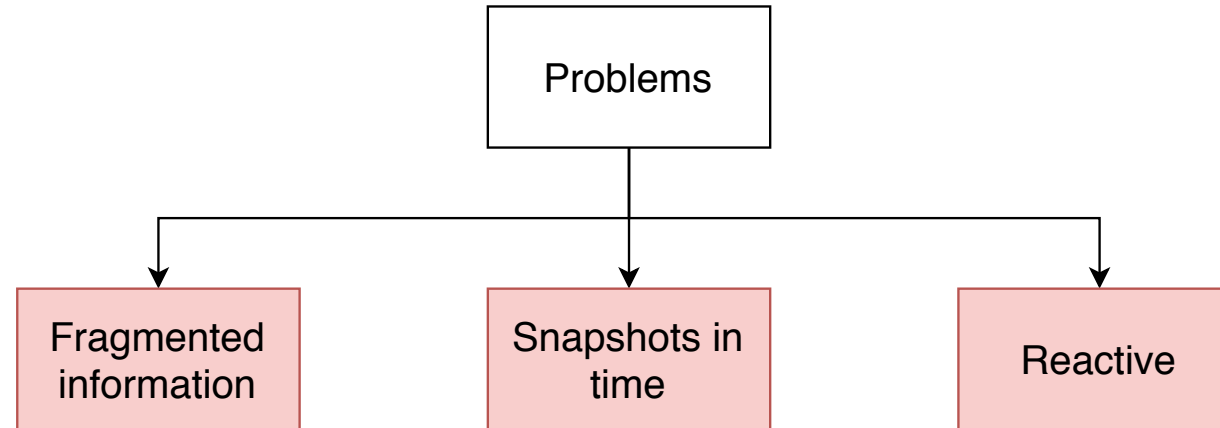 Problems
Fragmented
information
Snapshots in
time
Reactive